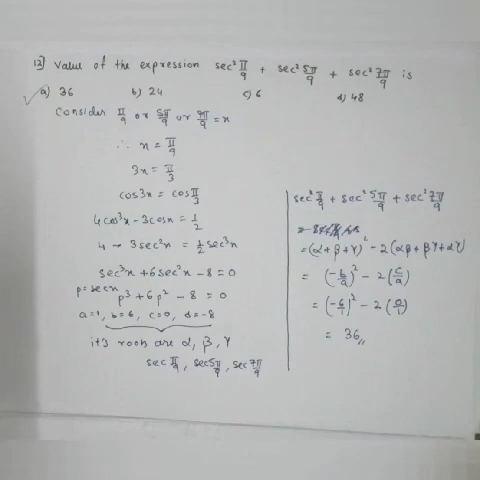 12] Value of the expression sec² π/9 + sec² 5π/9 + sec² 7π/9 is
✓ a) 36 b) 24 c) 6 d) 48
Consider π/9 or 5π/9 or 7π/9 = x
∴ x = π/9
3x = π/3
cos3x = cos π/3
4cos³x - 3cosx = 1/2
4 - 3sec²x = 1/2 sec³x
sec³x + 6sec²x - 8 = 0
p = secx
p³ + 6p² - 8 = 0
a=1, b=6, c=0, d=-8
it3 roots are α, β, γ
sec π/9, sec 5π/9, sec 7π/9
sec² π/9 + sec² 5π/9 + sec² 7π/9
= (α+β+γ)² - 2(αβ+βγ+αγ)
= (-b/a)² - 2(c/a)
= (-6/1)² - 2(0/1)
= 36,,